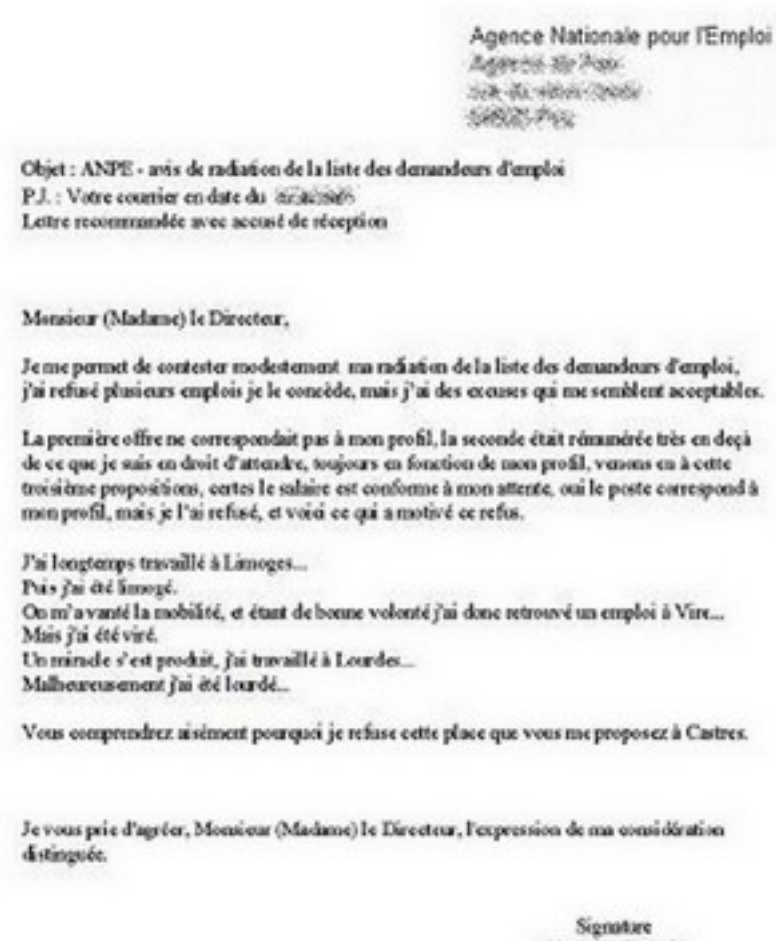 Agence Nationale pour l'Emploi
Objet : ANPE - avis de radiation de la liste des demandeurs d'emploi
P.J. : Votre courrier en date du
Lettre recommandée avec accusé de réception
Monsieur (Madame) le Directeur,
Je me permet de contester modestement ma radiation de la liste des demandeurs d'emploi,
j'ai refusé plusieurs emplois je le concède, mais j'ai des excuses qui me semblent acceptables.
La première offre ne correspondait pas à mon profil, la seconde était rémunérée très en deçà
de ce que je suis en droit d'attendre, toujours en fonction de mon profil, venons en à cette
troisième propositions, certes le salaire est conforme à mon attente, oui le poste correspond à
mon profil, mais je l'ai refusé, et voici ce qui a motivé ce refus.
J'ai longtemps travaillé à Limoges...
Puis j'ai été limogé.
On m'a vanté la mobilité, et étant de bonne volonté j'ai donc retrouvé un emploi à Vire...
Mais j'ai été viré.
Un miracle s'est produit, j'ai travaillé à Lourdes...
Malheureusement j'ai été lourdé...
Vous comprendrez aisément pourquoi je refuse cette place que vous me proposez à Castres.
Je vous prie d'agréer, Monsieur (Madame) le Directeur, l'expression de ma considération
distinguée.
Signature